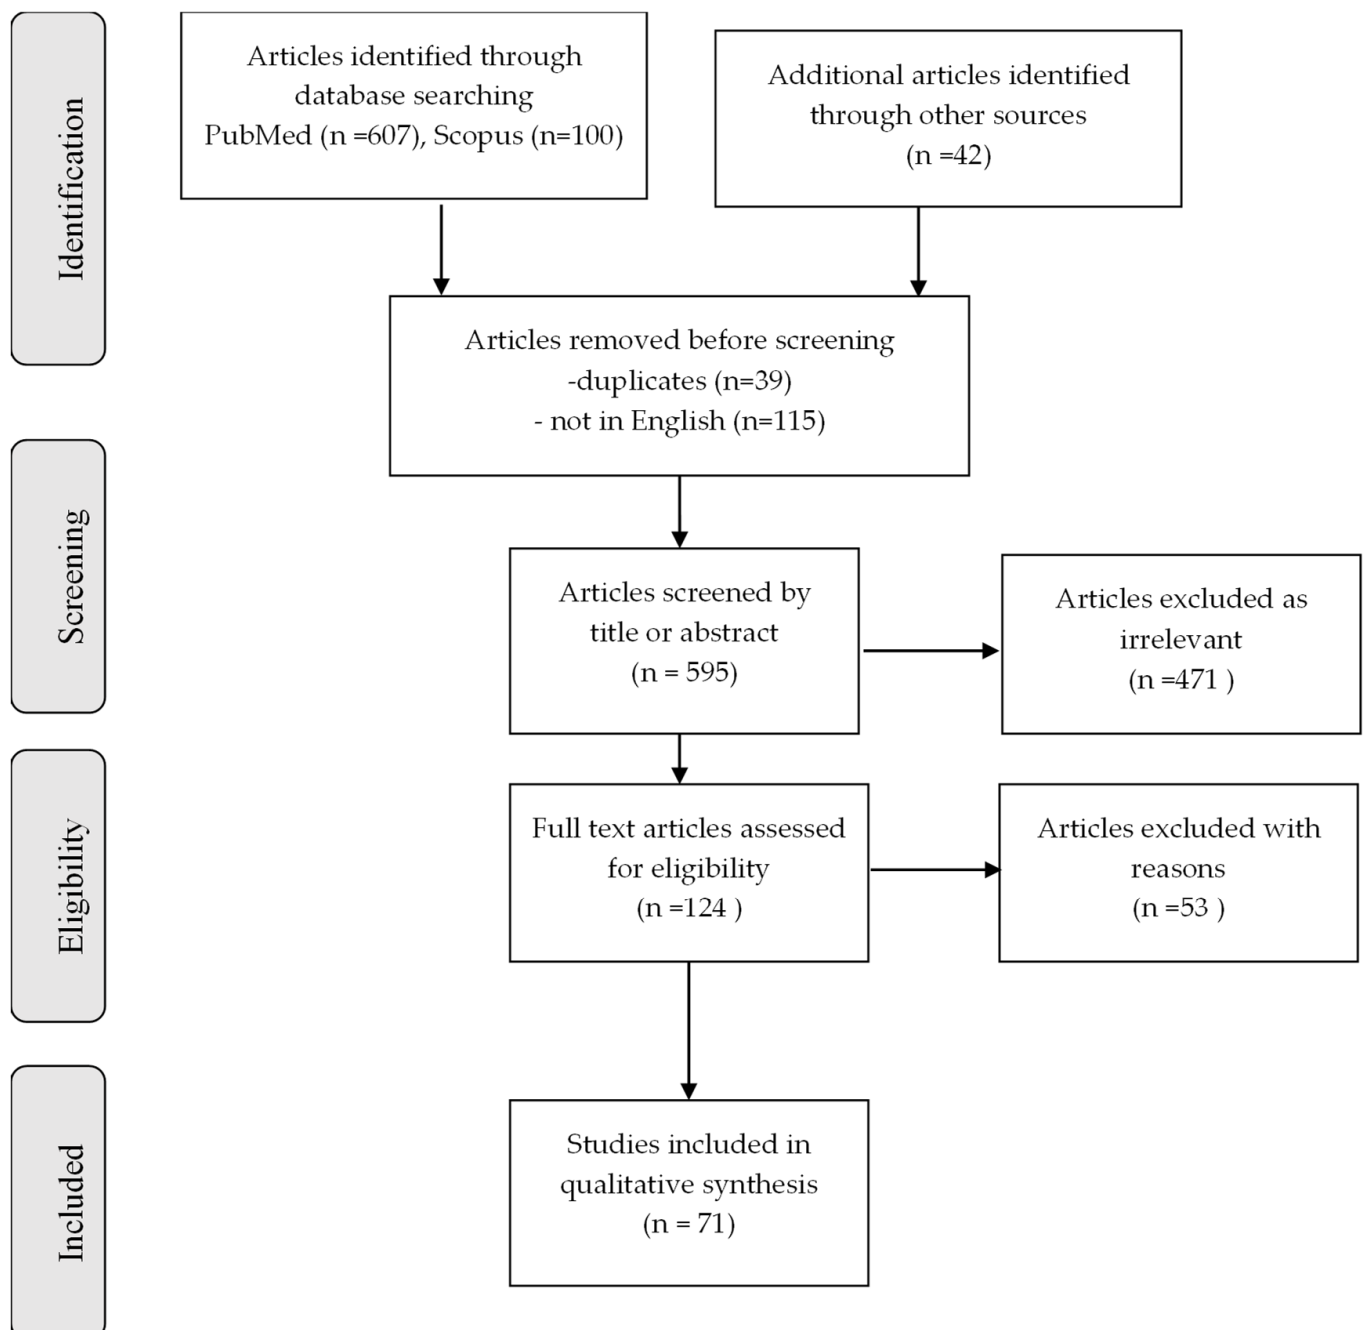 Identification
Articles identified through
database searching
PubMed (n =607), Scopus (n=100)
Additional articles identified
through other sources
(n =42)
Articles removed before screening
-duplicates (n=39)
- not in English (n=115)
Screening
Articles screened by
title or abstract
(n = 595)
Articles excluded as
irrelevant
(n =471 )
Eligibility
Full text articles assessed
for eligibility
(n =124 )
Articles excluded with
reasons
(n =53 )
Included
Studies included in
qualitative synthesis
(n = 71)